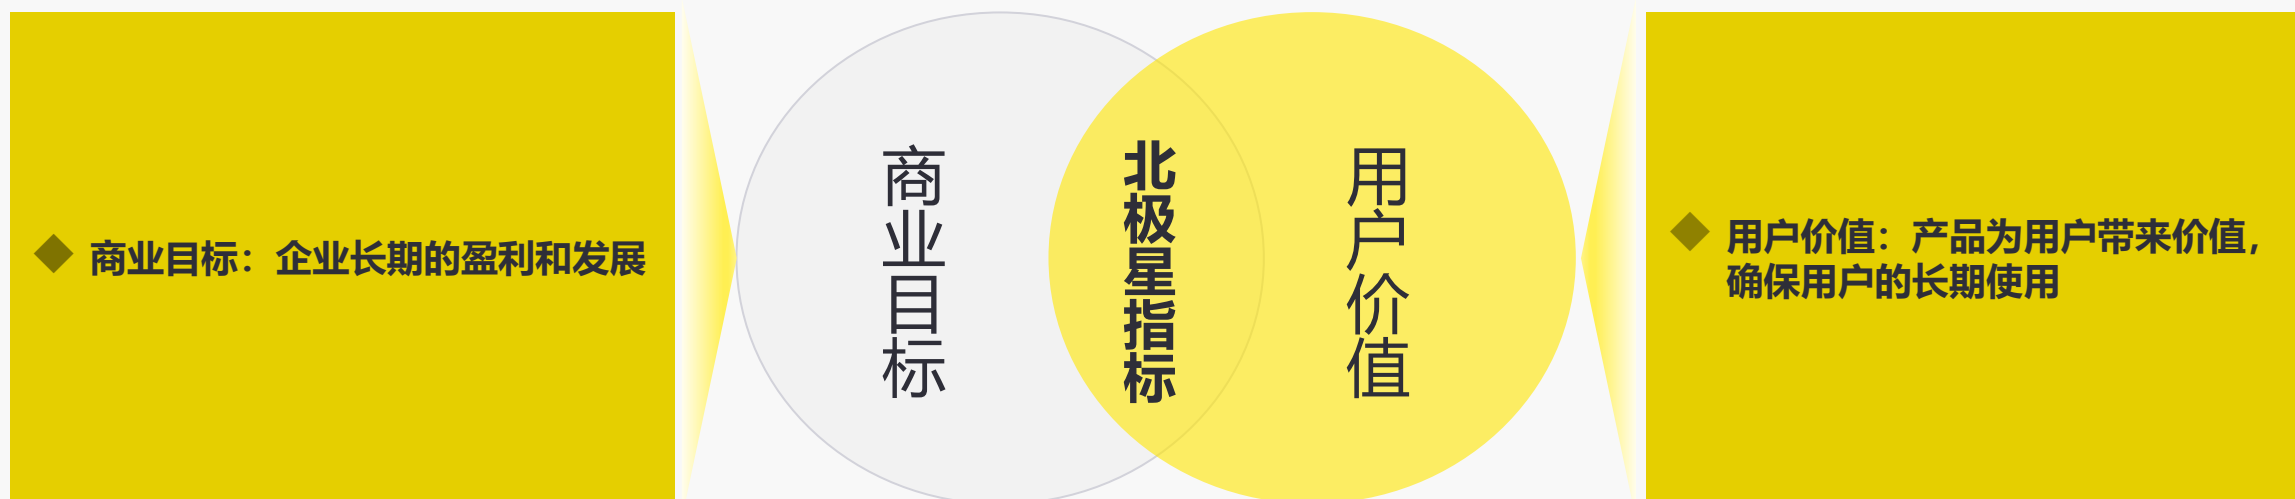 商业目标：企业长期的盈利和发展
商业目标
北极星指标
用户价值
用户价值：产品为用户带来价值，
确保用户的长期使用